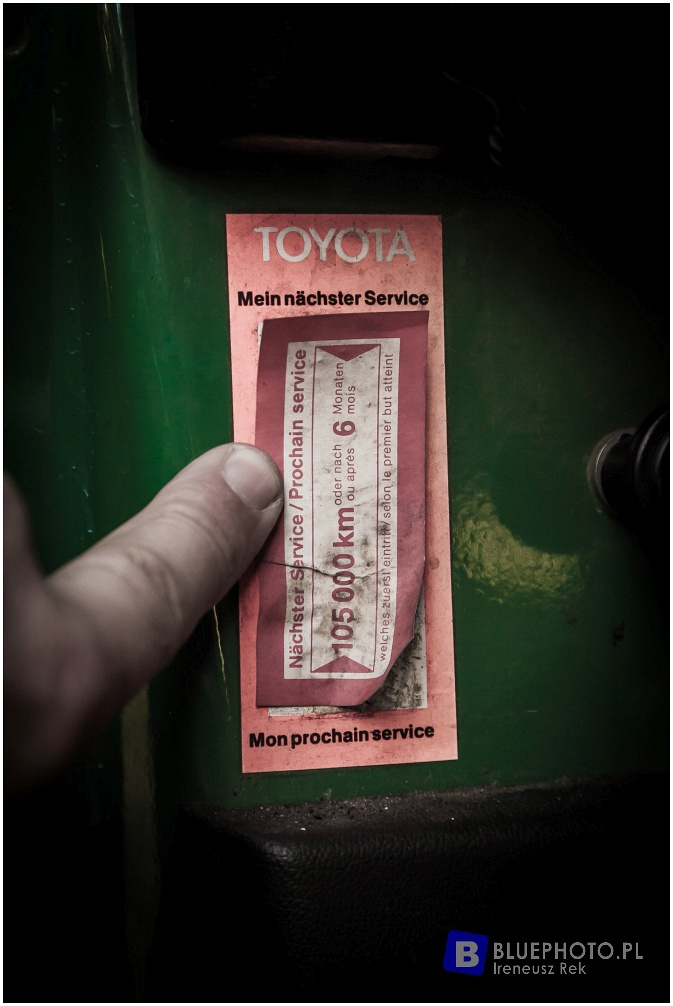 TOYOTA
Mein nächster Service
Nächster Service / Prochain service
105 000 km oder nach 6 Monaten
ou après mois
welches zuerst eintritt / selon le premier but atteint
Mon prochain service
BLUEPHOTO.PL
Ireneusz Rek